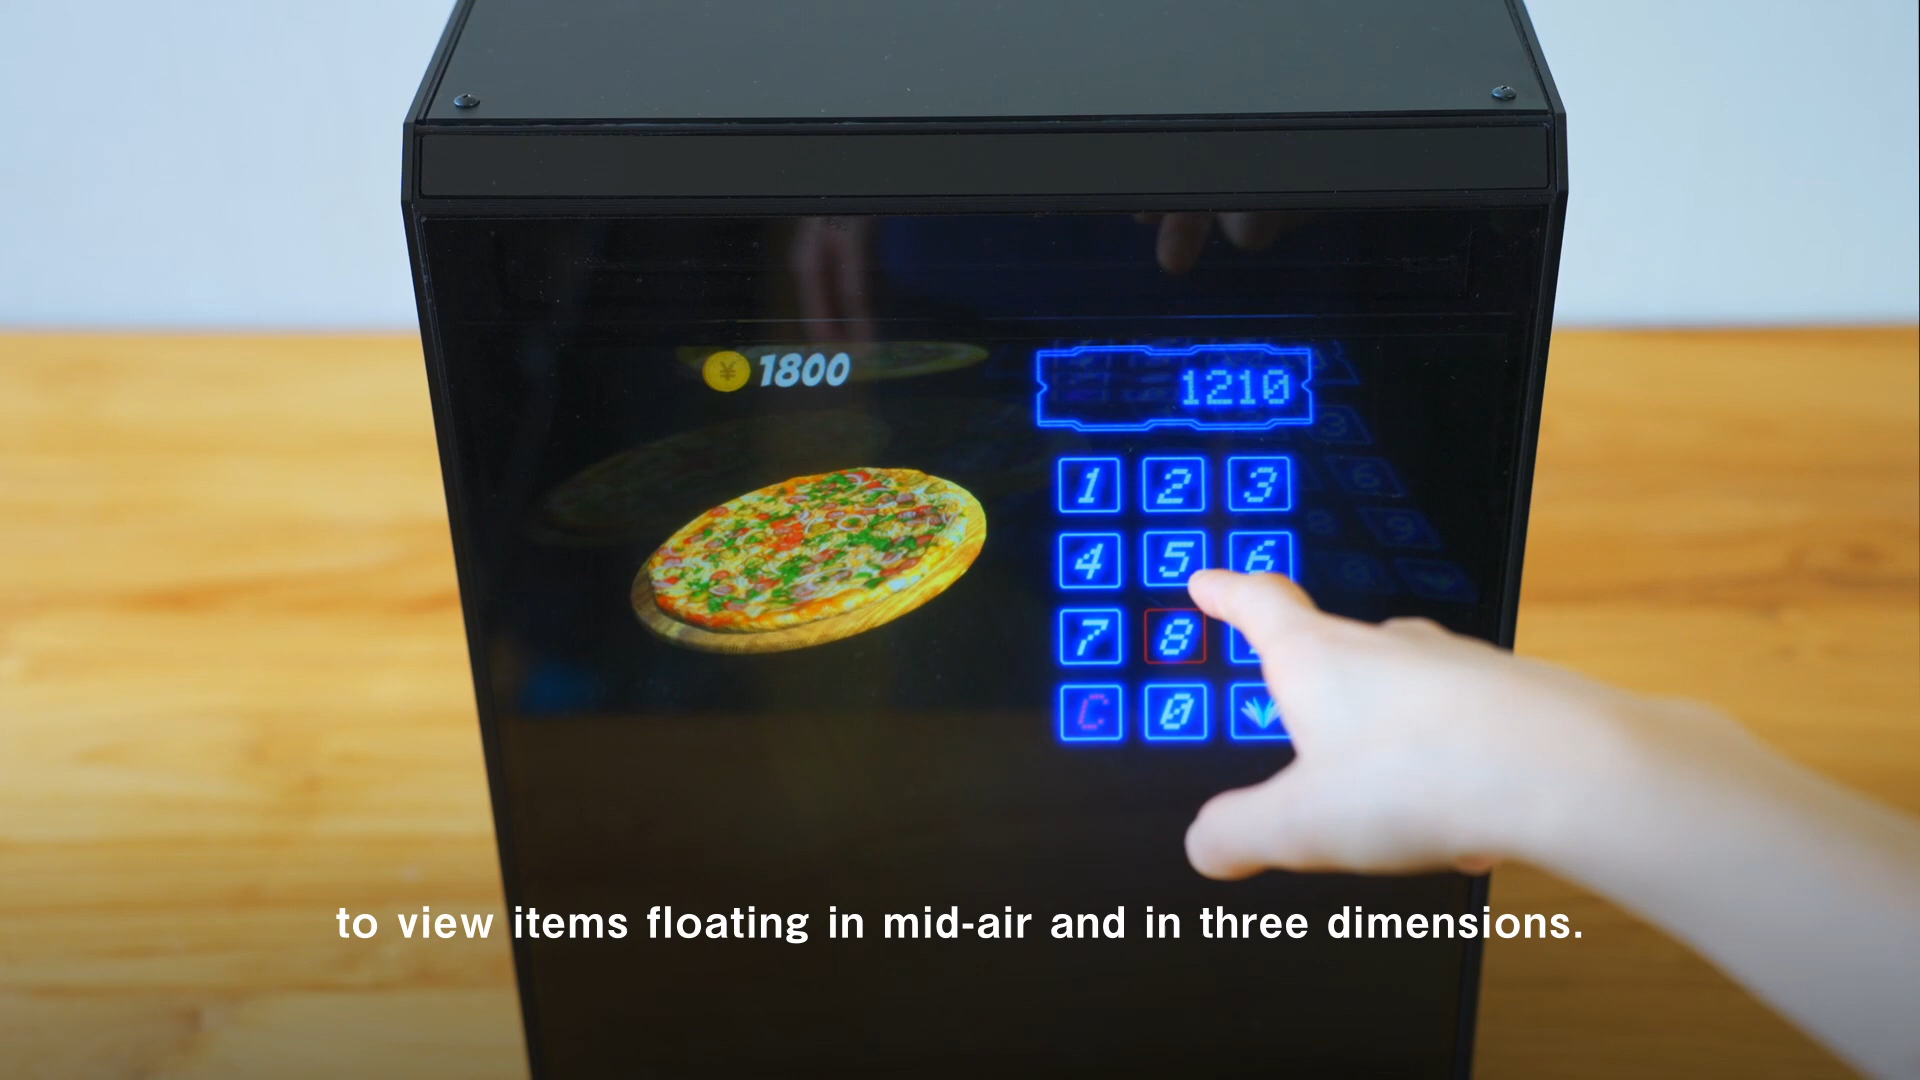 ¥ 1800
1210
1 2 3
4 5 6
7 8
C 0
to view items floating in mid-air and in three dimensions.